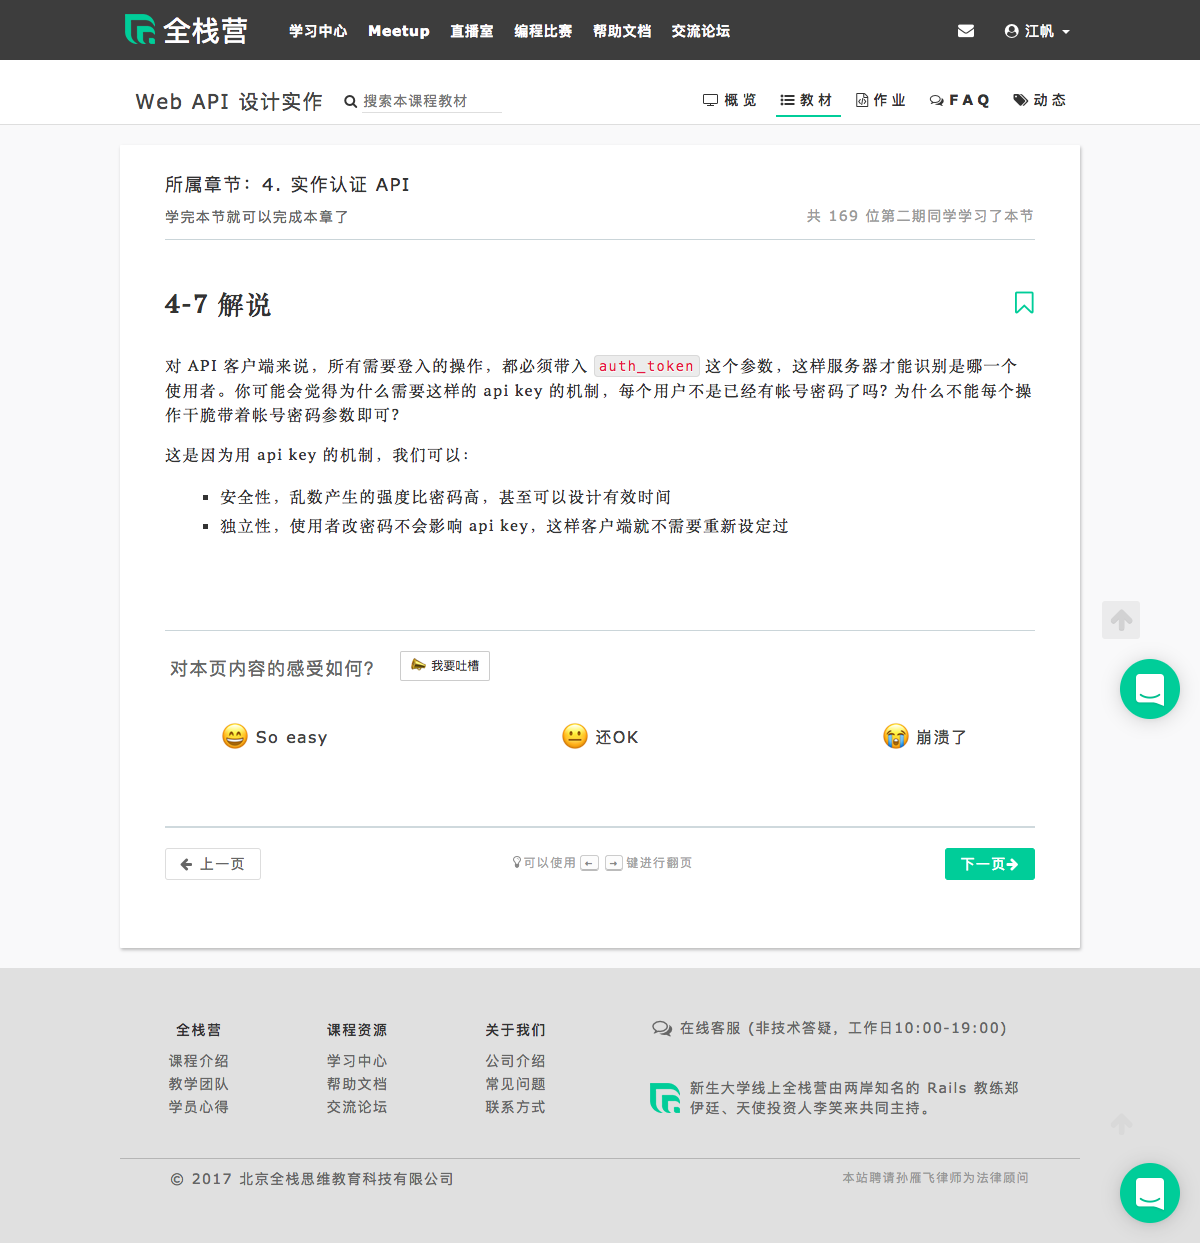 全栈营 学习中心 Meetup 直播室 编程比赛 帮助文档 交流论坛 江帆
Web API 设计实作 搜索本课程教材 概览 教材 作业 FAQ 动态
所属章节：4. 实作认证 API
学完本节就可以完成本章了 共 169 位第二期同学学习了本节
4-7 解说
对 API 客户端来说，所有需要登入的操作，都必须带入 auth_token 这个参数，这样服务器才能识别是哪一个
使用者。你可能会觉得为什么需要这样的 api key 的机制，每个用户不是已经有帐号密码了吗? 为什么不能每个操
作干脆带着帐号密码参数即可?
这是因为用 api key 的机制，我们可以：
安全性，乱数产生的强度比密码高，甚至可以设计有效时间
独立性，使用者改密码不会影响 api key，这样客户端就不需要重新设定过
对本页内容的感受如何? 我要吐槽
So easy 还OK 崩溃了
上一页 可以使用 ← → 键进行翻页 下一页
全栈营 课程资源 关于我们 在线客服 (非技术答疑，工作日10:00-19:00)
课程介绍 学习中心 公司介绍
教学团队 帮助文档 常见问题 新生大学线上全栈营由两岸知名的 Rails 教练郑
学员心得 交流论坛 联系方式 伊廷、天使投资人李笑来共同主持。
© 2017 北京全栈思维教育科技有限公司 本站聘请孙雁飞律师为法律顾问